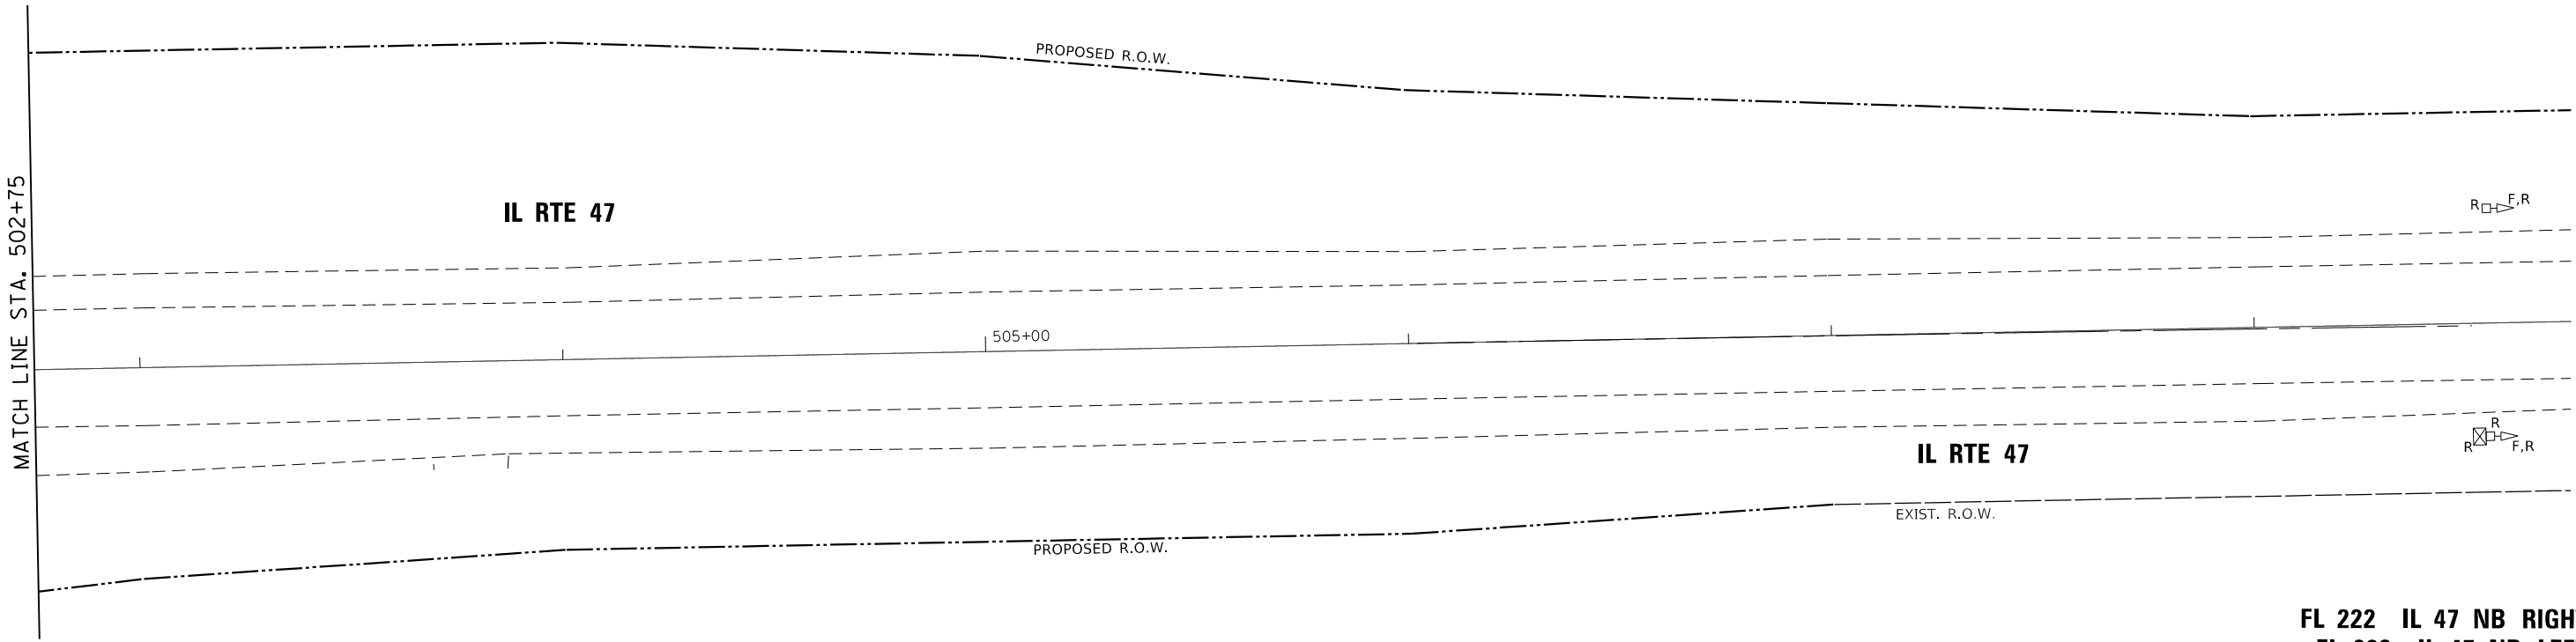 PROPOSED R.O.W.
MATCH LINE STA. 502+75
IL RTE 47
R
F,R
505+00
R
R
F,R
IL RTE 47
EXIST. R.O.W.
PROPOSED R.O.W.
FL 222 IL 47 NB RIGH